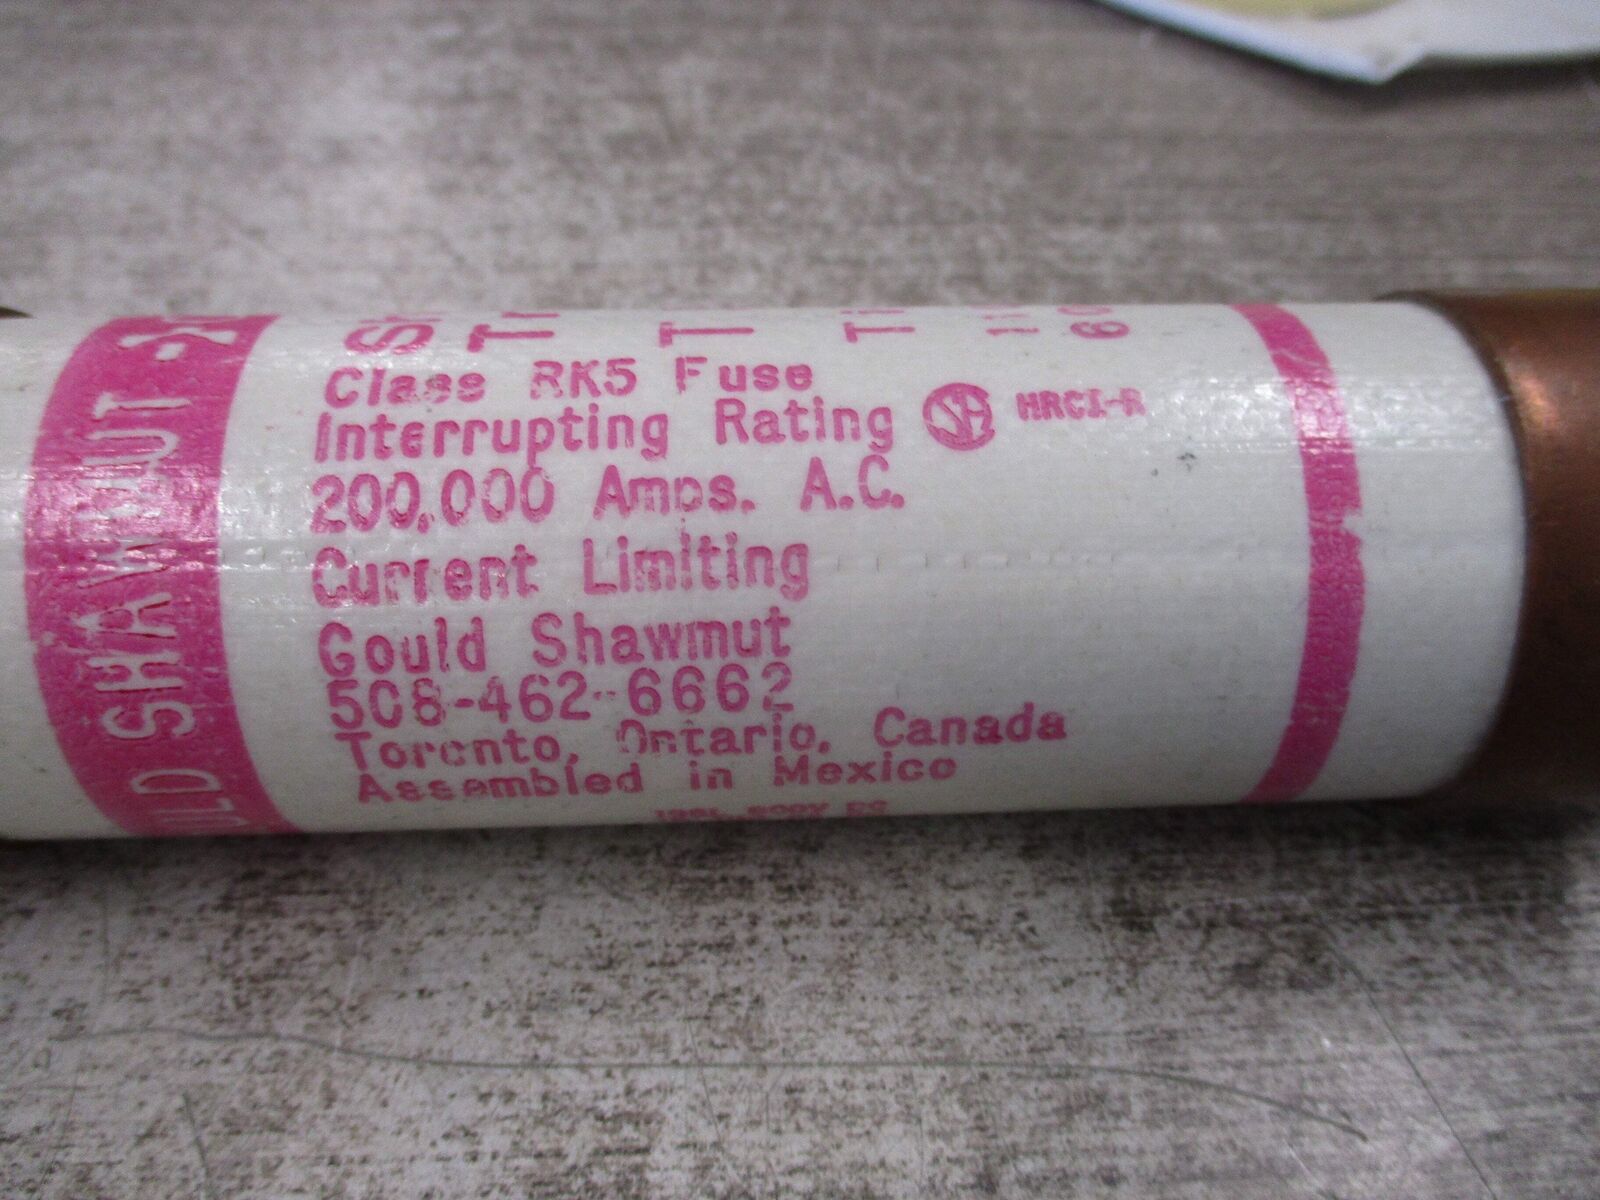 Class RK5 Fuse
Interrupting Rating
200,000 Amps. A.C.
HRCI-R
Current Limiting
Gould Shawmut
508-462-6662
Toronto, Ontario, Canada
Assembled in Mexico
SHAWMUT